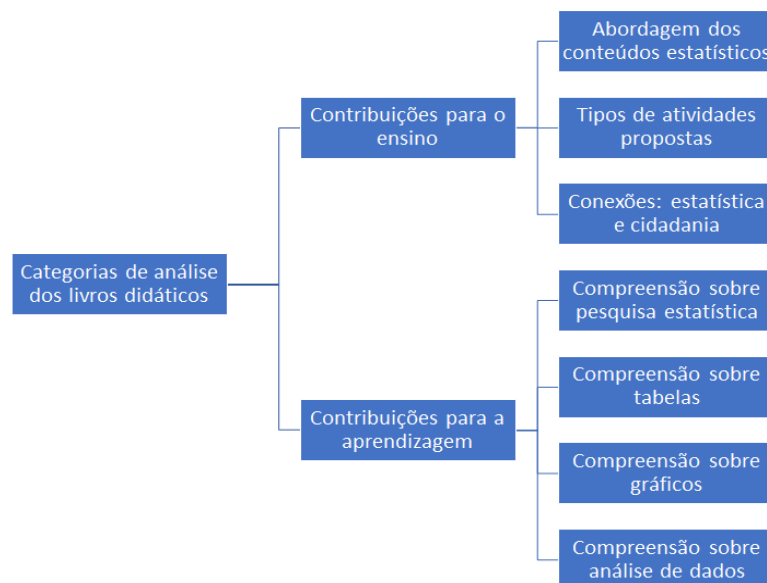 Categorias de análise
dos livros didáticos
Contribuições para o
ensino
Abordagem dos
conteúdos estatísticos
Tipos de atividades
propostas
Conexões: estatística
e cidadania
Contribuições para a
aprendizagem
Compreensão sobre
pesquisa estatística
Compreensão sobre
tabelas
Compreensão sobre
gráficos
Compreensão sobre
análise de dados